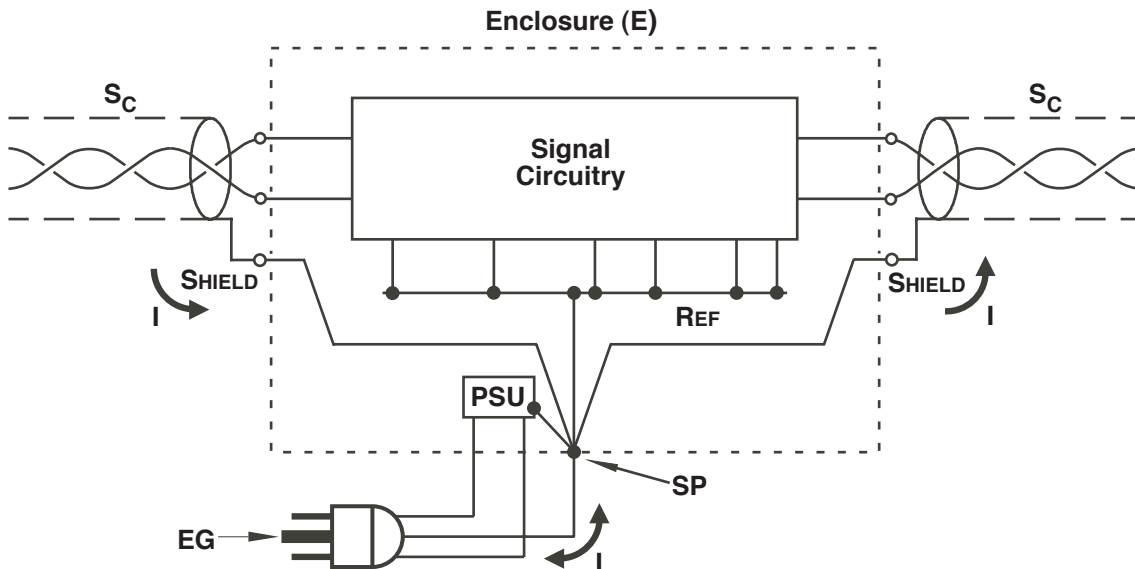 Enclosure (E)
SC
SC
Signal
Circuitry
SHIELD
SHIELD
I
I
REF
PSU
SP
EG
I